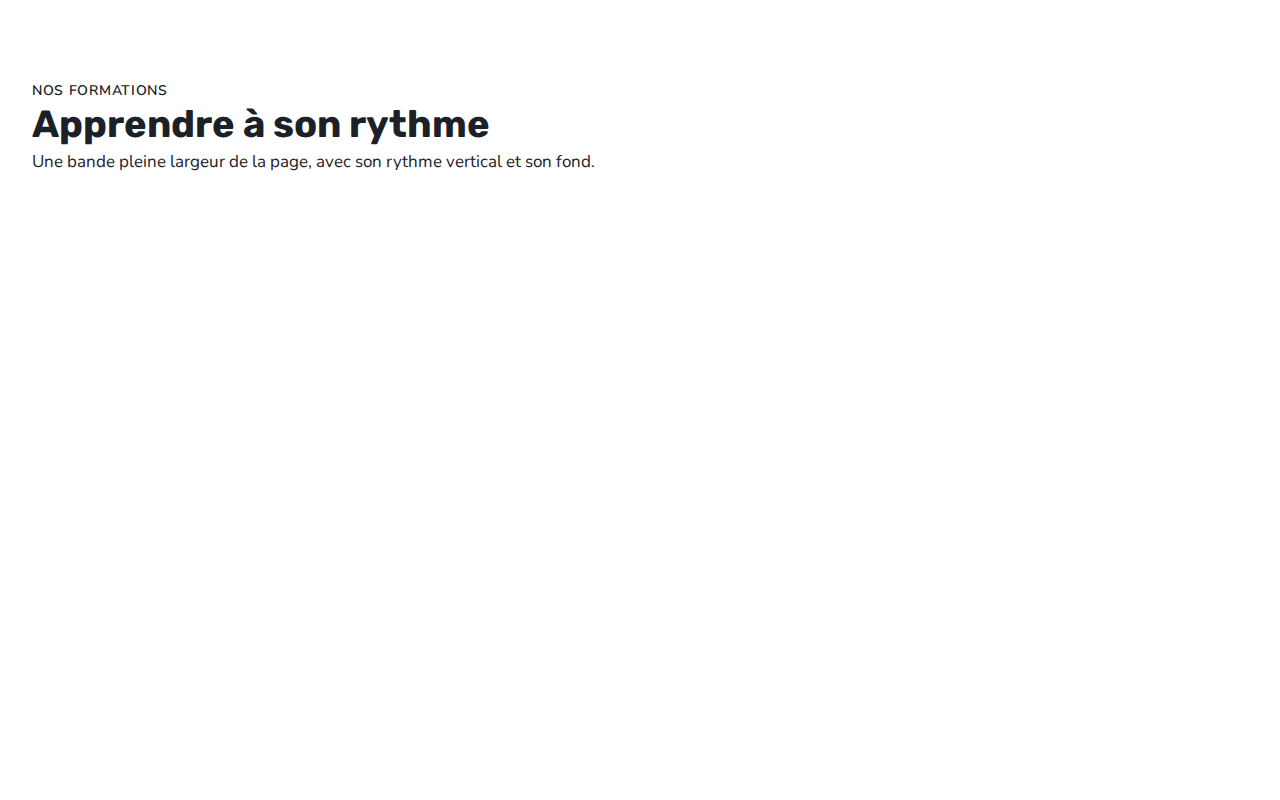 NOS FORMATIONS
Apprendre à son rythme
Une bande pleine largeur de la page, avec son rythme vertical et son fond.